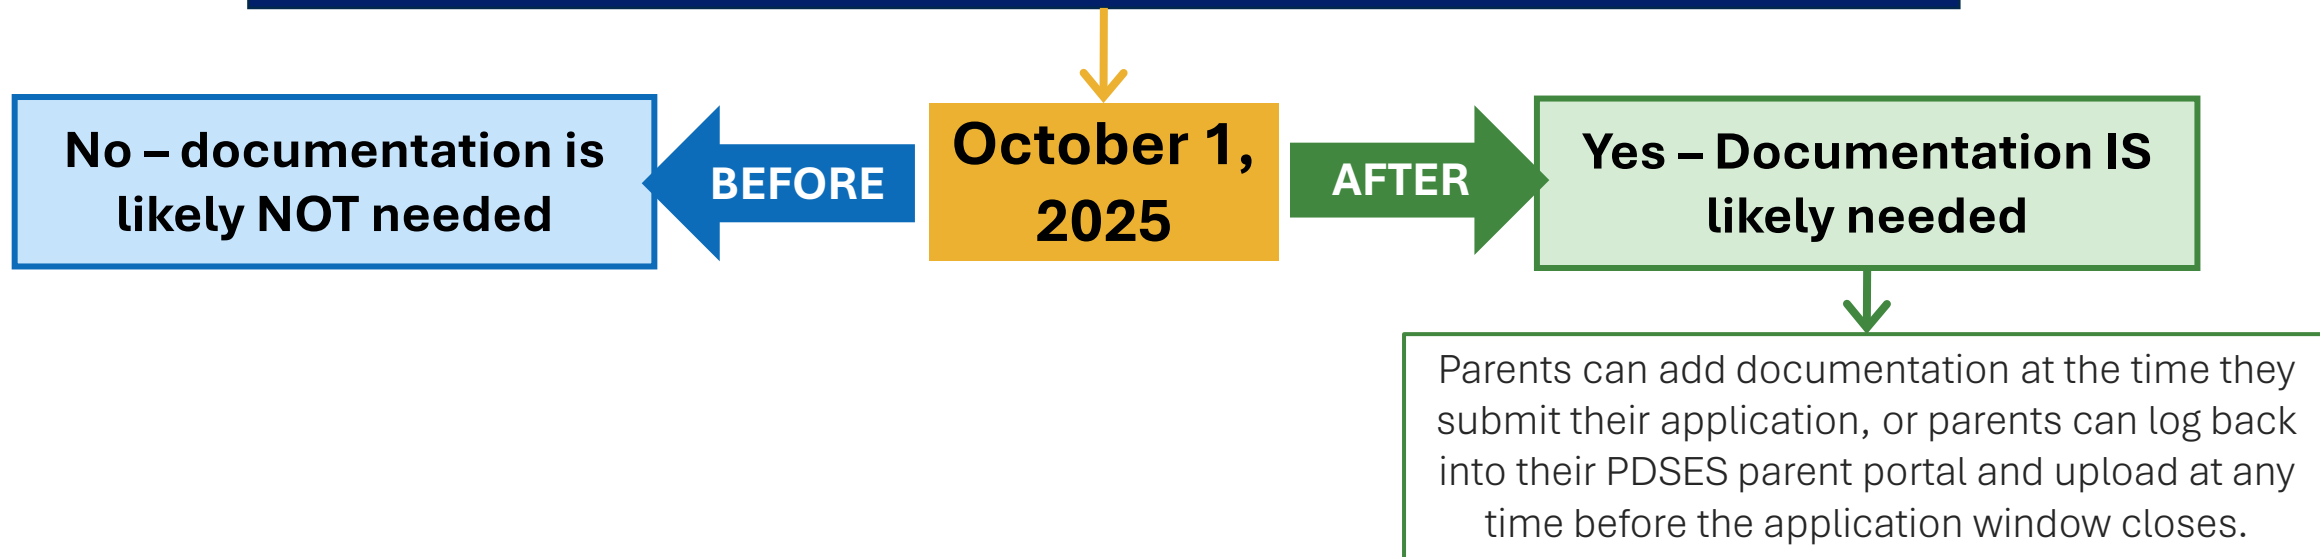 No – documentation is
likely NOT needed
BEFORE
October 1,
2025
AFTER
Yes – Documentation IS
likely needed
Parents can add documentation at the time they
submit their application, or parents can log back
into their PDSES parent portal and upload at any
time before the application window closes.